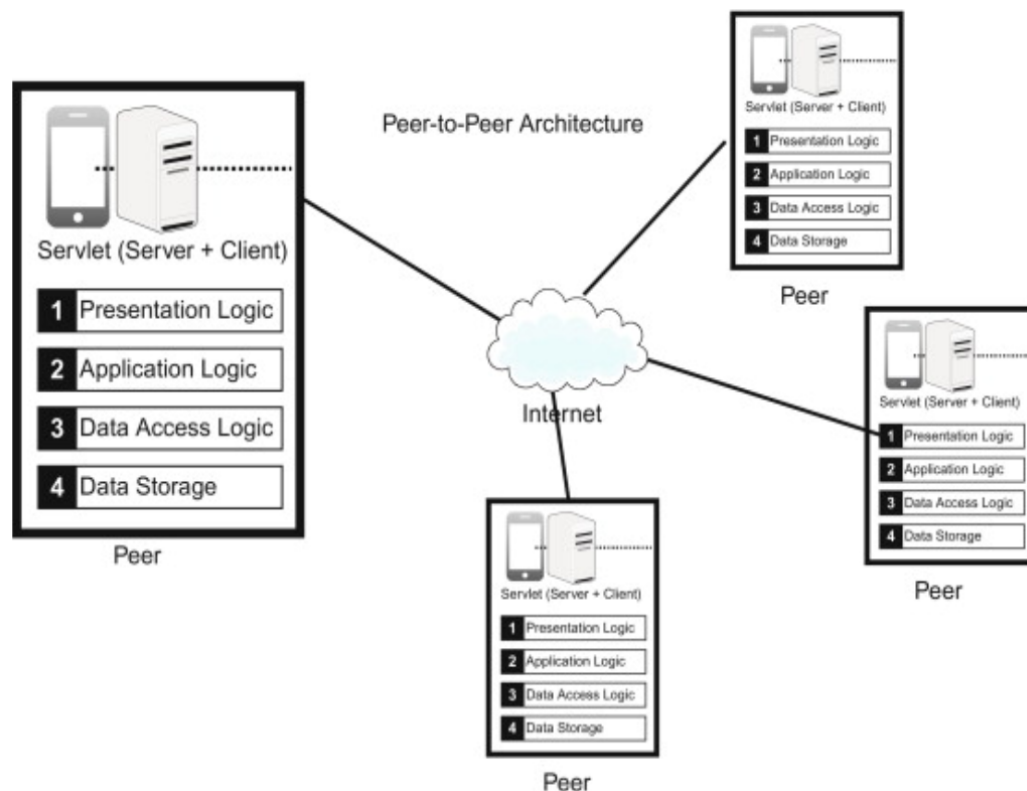 Peer-to-Peer Architecture
Servlet (Server + Client)
1 Presentation Logic
2 Application Logic
3 Data Access Logic
4 Data Storage
Peer
Servlet (Server + Client)
1 Presentation Logic
2 Application Logic
3 Data Access Logic
4 Data Storage
Peer
Internet
Servlet (Server + Client)
1 Presentation Logic
2 Application Logic
3 Data Access Logic
4 Data Storage
Peer
Servlet (Server + Client)
1 Presentation Logic
2 Application Logic
3 Data Access Logic
4 Data Storage
Peer